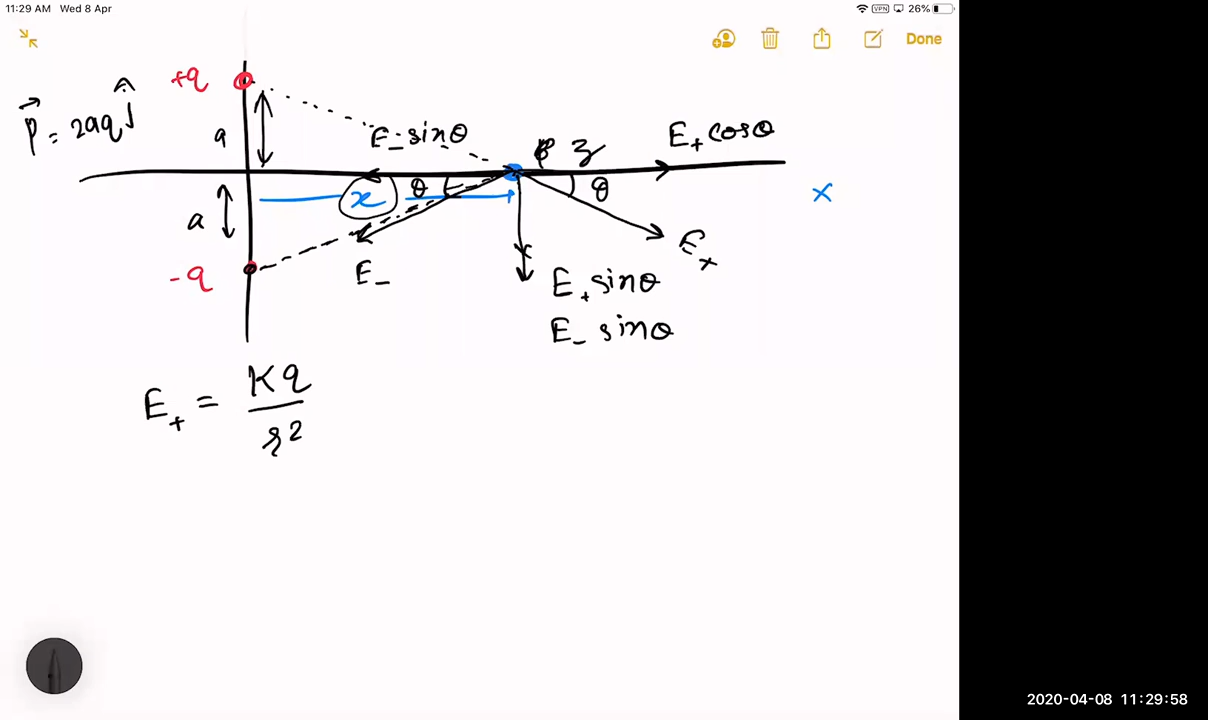 11:29 AM Wed 8 Apr
VPN 26%
Done
+q
p⃗ = 2aq ĵ
a
E₋ sinθ
E₊ cosθ
θ
x
θ
X
a
E₊
-q
E₋
E₊ sinθ
E₋ sinθ
E₊ = Kq / r²
2020-04-08 11:29:58